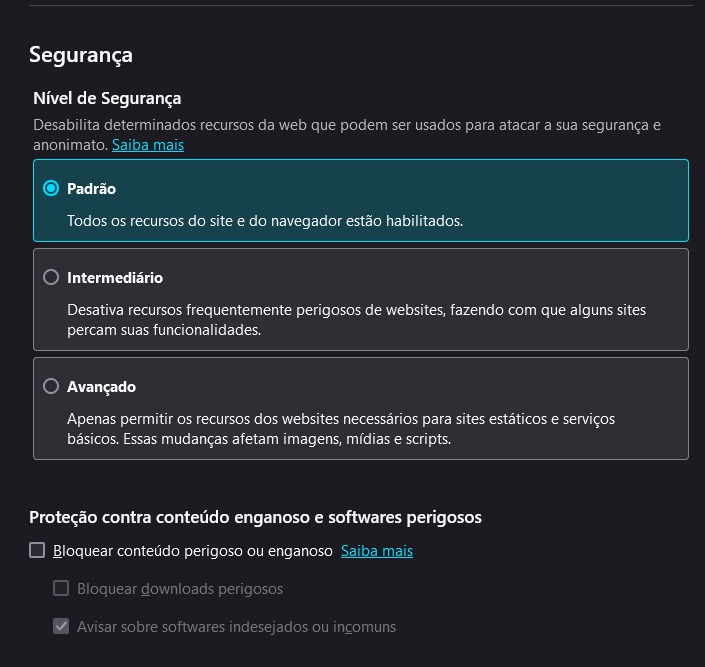 Segurança
Nível de Segurança
Desabilita determinados recursos da web que podem ser usados para atacar a sua segurança e
anonimato. Saiba mais
Padrão
Todos os recursos do site e do navegador estão habilitados.
Intermediário
Desativa recursos frequentemente perigosos de websites, fazendo com que alguns sites
percam suas funcionalidades.
Avançado
Apenas permitir os recursos dos websites necessários para sites estáticos e serviços
básicos. Essas mudanças afetam imagens, mídias e scripts.
Proteção contra conteúdo enganoso e softwares perigosos
Bloquear conteúdo perigoso ou enganoso Saiba mais
Bloquear downloads perigosos
Avisar sobre softwares indesejados ou incomuns